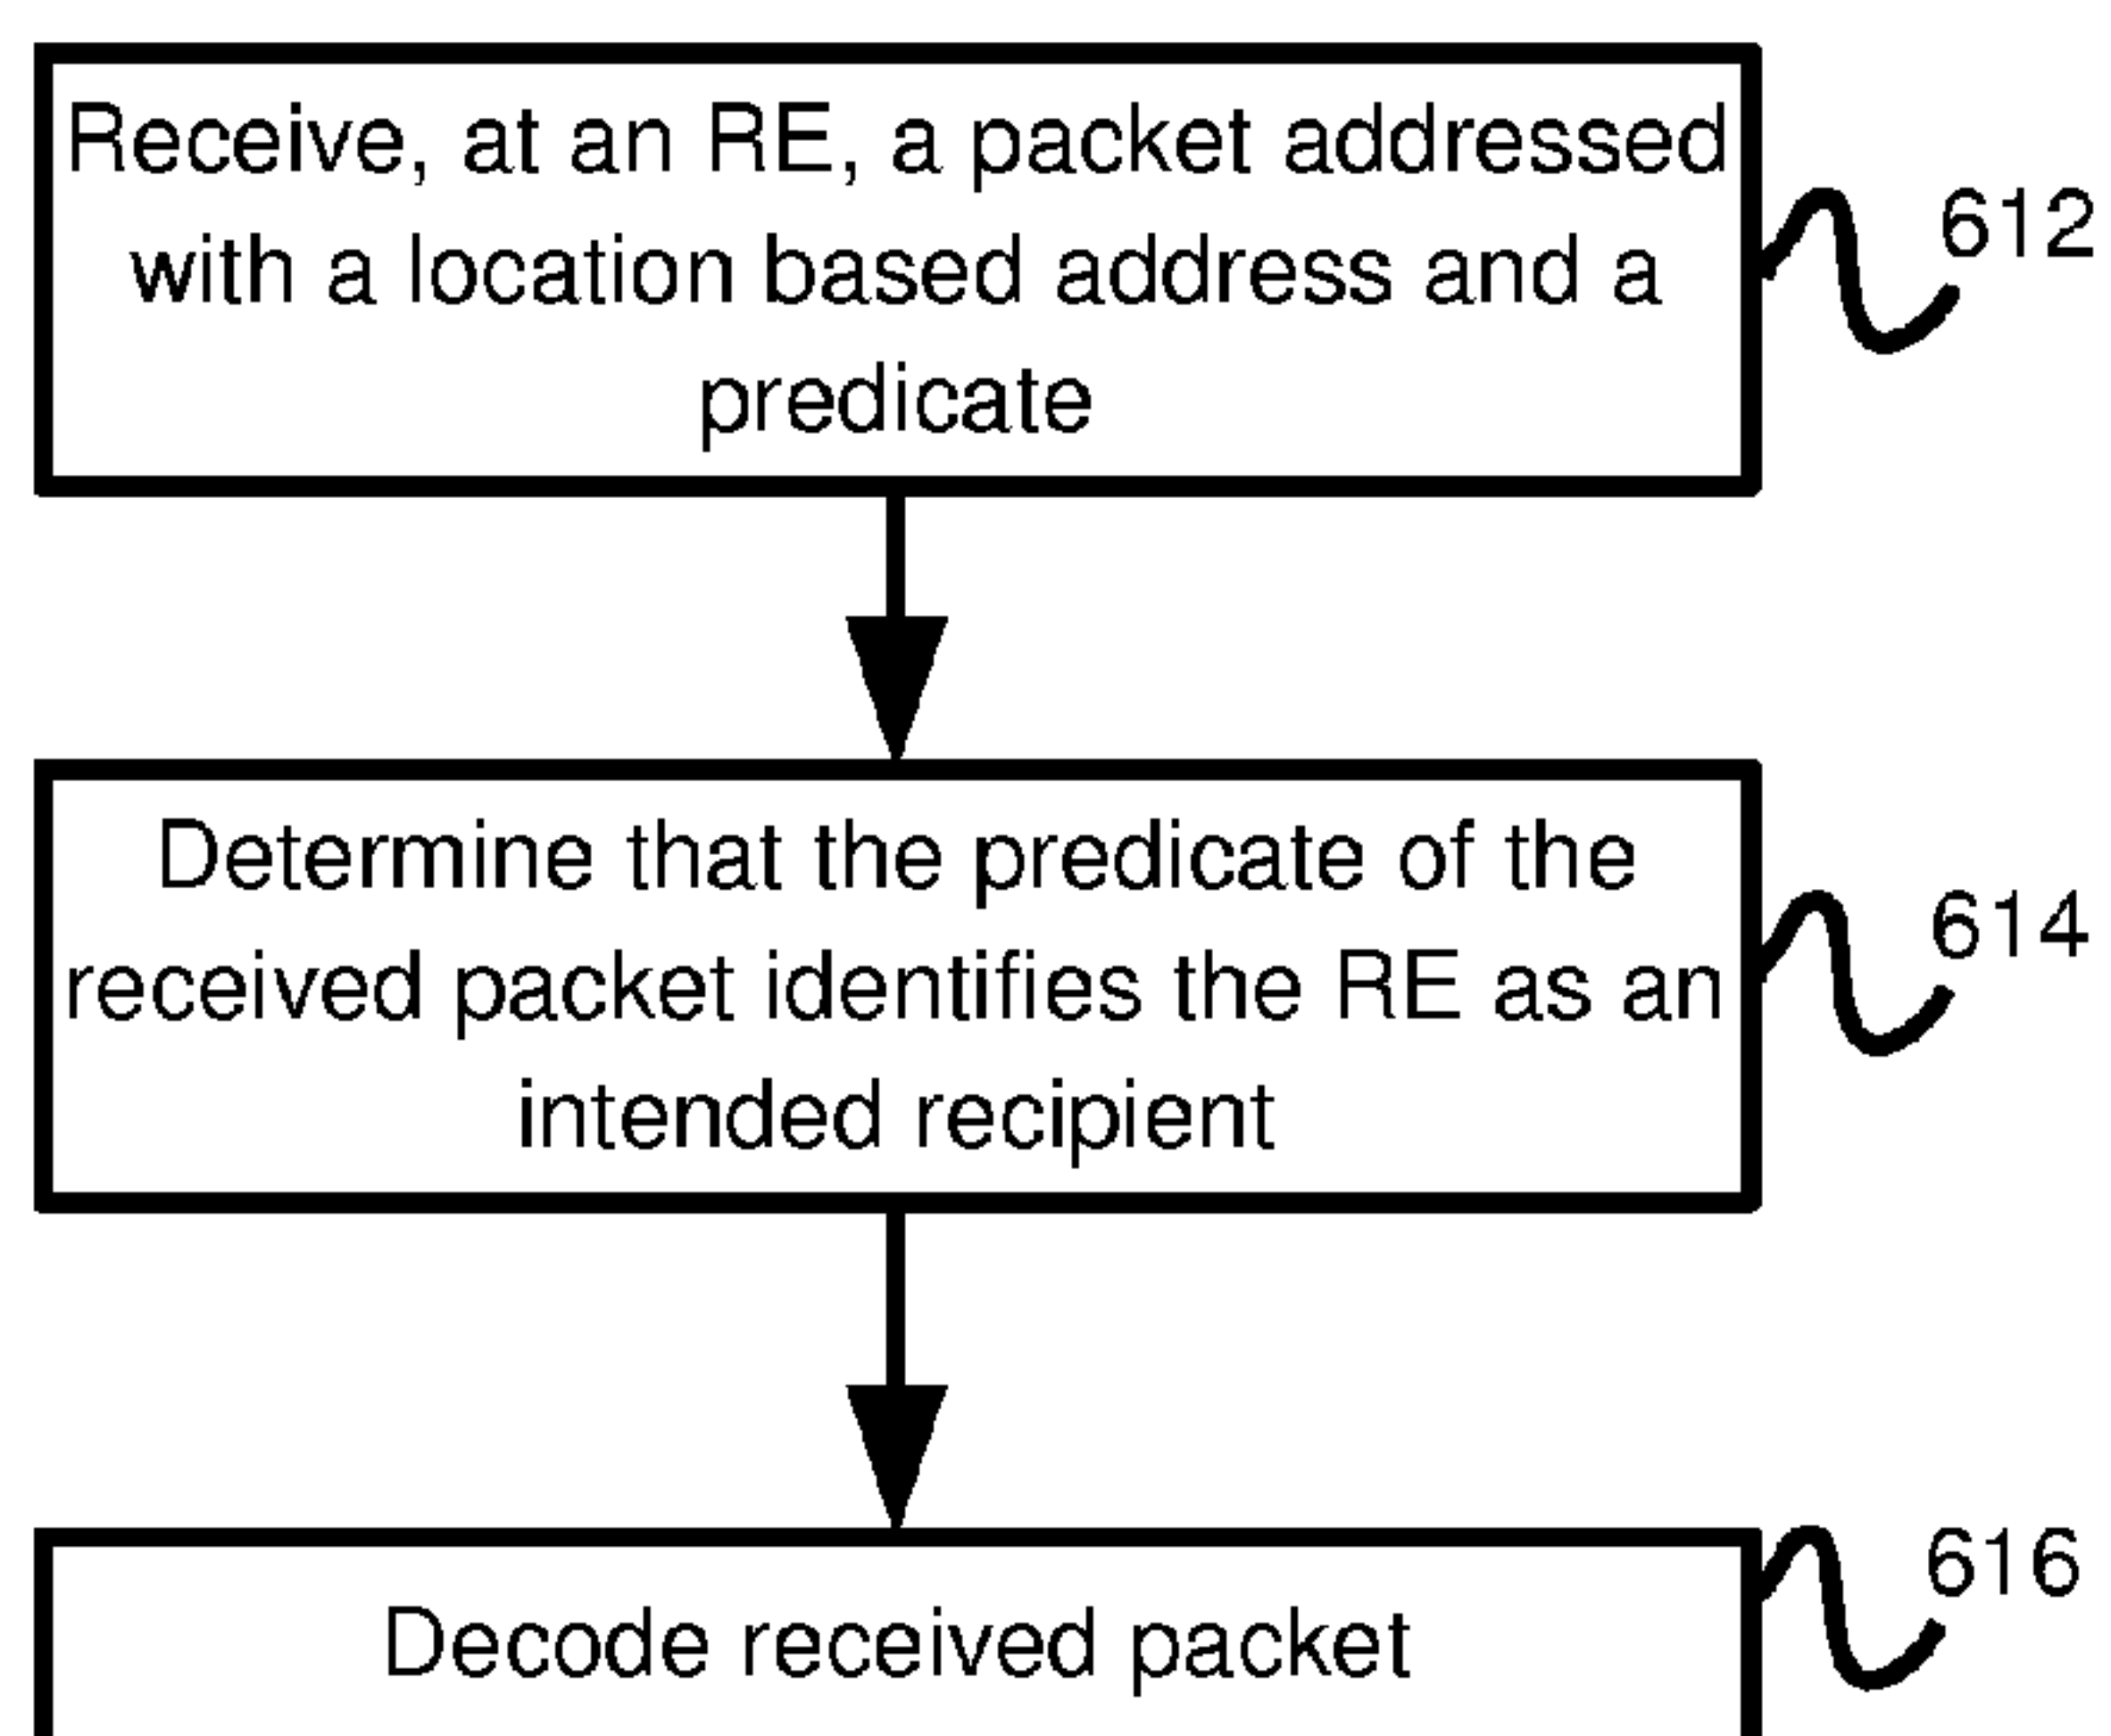 Receive, at an RE, a packet addressed
with a location based address and a
predicate
612
Determine that the predicate of the
received packet identifies the RE as an
intended recipient
614
Decode received packet
616